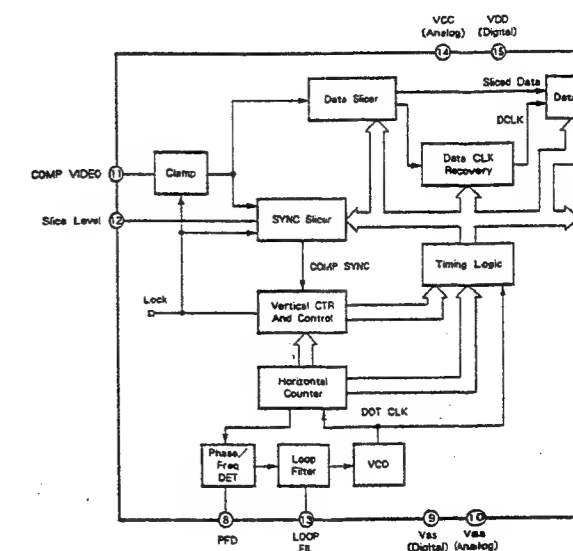 VCC
(Analog)
VDD
(Digital)
14
15
Sliced Data
Data Slicer
Data
DCLK
Data CLK
Recovery
COMP VIDEO
11
Clamp
Slice Level
12
SYNC Slicer
COMP SYNC
Timing Logic
Lock
Vertical CTR
And Control
Horizontal
Counter
DOT CLK
Phase/
Freq
DET
Loop
Filter
VCO
8
13
9
10
PFD
LOOP
FIL
Vss
(Digital)
Vss
(Analog)